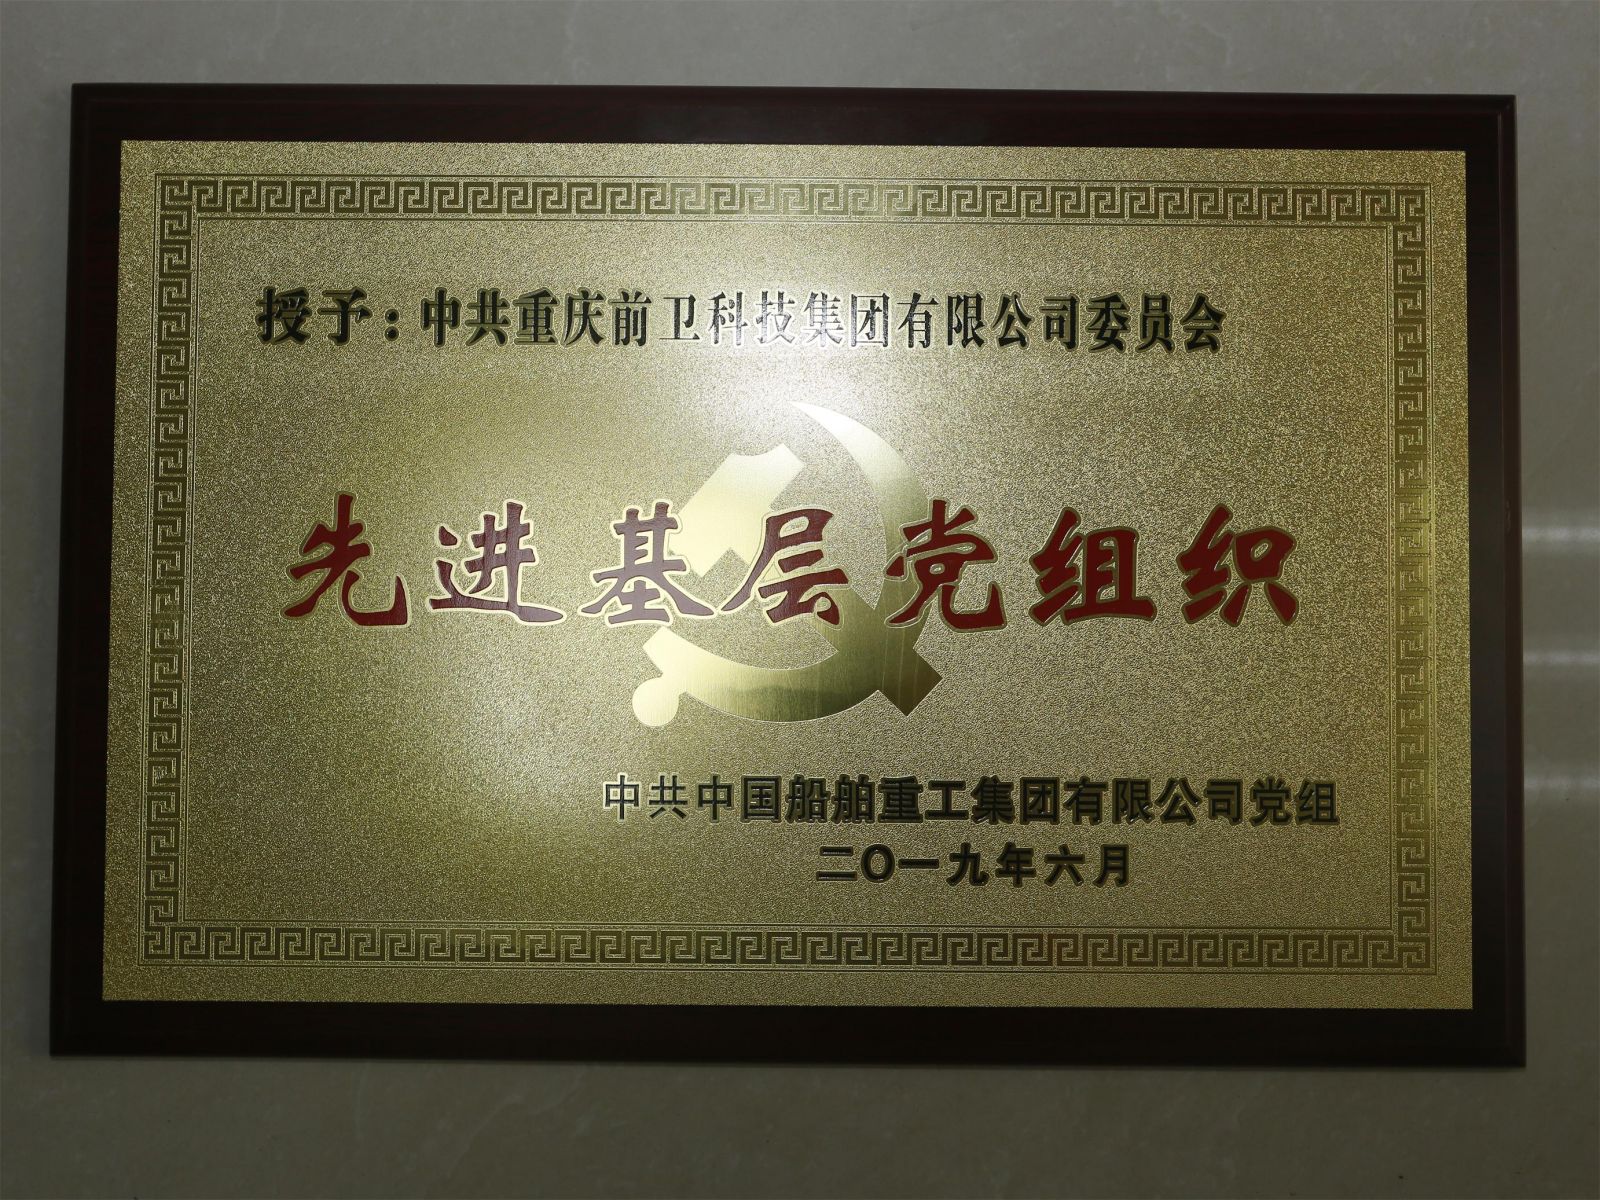 授予：中共重庆前卫科技集团有限公司委员会
先进基层党组织
中共中国船舶重工集团有限公司党组
二〇一九年六月